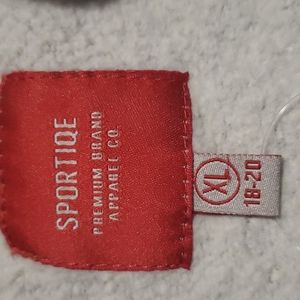 SPORTIQE
PREMIUM BRAND
APPAREL CO.
XL
18-20